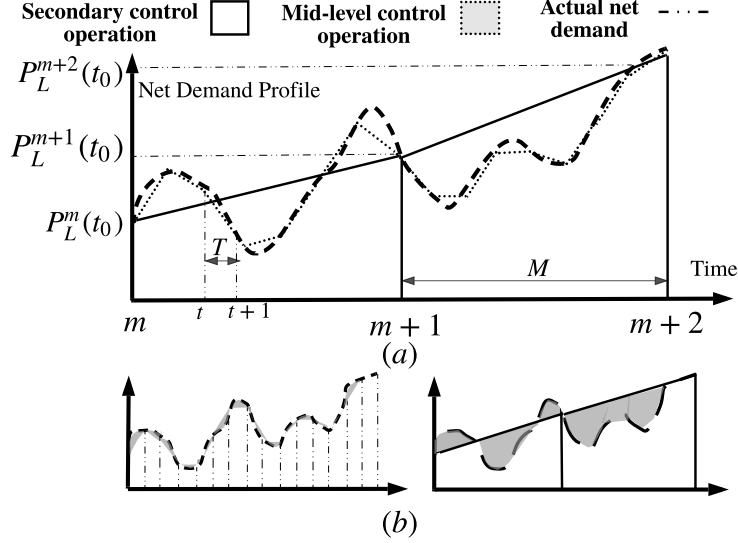 Secondary control operation
Mid-level control operation
Actual net demand
P_L^{m+2}(t_0)
Net Demand Profile
P_L^{m+1}(t_0)
P_L^m(t_0)
T
M
Time
m
t
t + 1
m + 1
m + 2
(a)
(b)